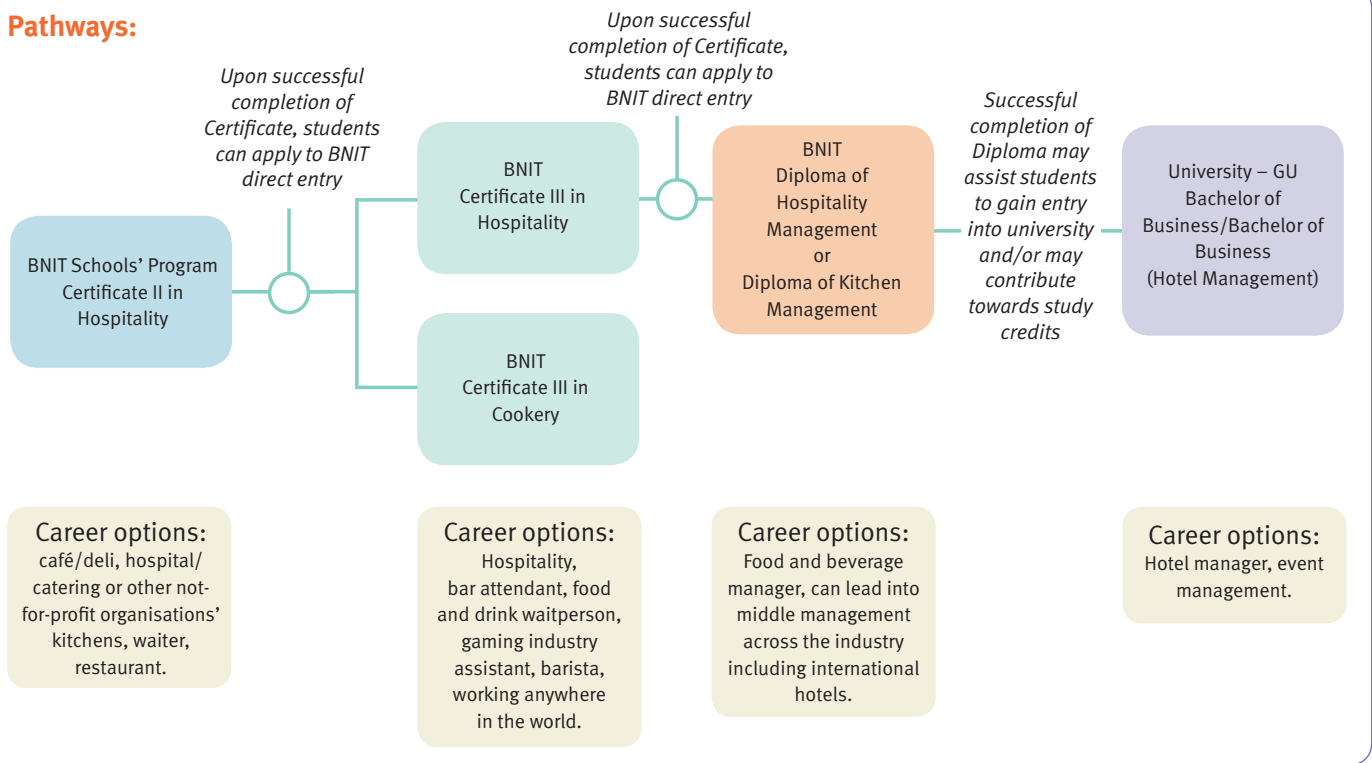 Pathways:
Upon successful
completion of
Certificate, students
can apply to BNIT
direct entry
Upon successful
completion of Certificate,
students can apply to
BNIT direct entry
Successful
completion of
Diploma may
assist students
to gain entry
into university
and/or may
contribute
towards study
credits
BNIT Schools’ Program
Certificate II in
Hospitality
BNIT
Certificate III in
Hospitality
BNIT
Certificate III in
Cookery
BNIT
Diploma of
Hospitality
Management
or
Diploma of Kitchen
Management
University – GU
Bachelor of
Business/Bachelor of
Business
(Hotel Management)
Career options:
café/deli, hospital/
catering or other not-
for-profit organisations’
kitchens, waiter,
restaurant.
Career options:
Hospitality,
bar attendant, food
and drink waitperson,
gaming industry
assistant, barista,
working anywhere
in the world.
Career options:
Food and beverage
manager, can lead into
middle management
across the industry
including international
hotels.
Career options:
Hotel manager, event
management.